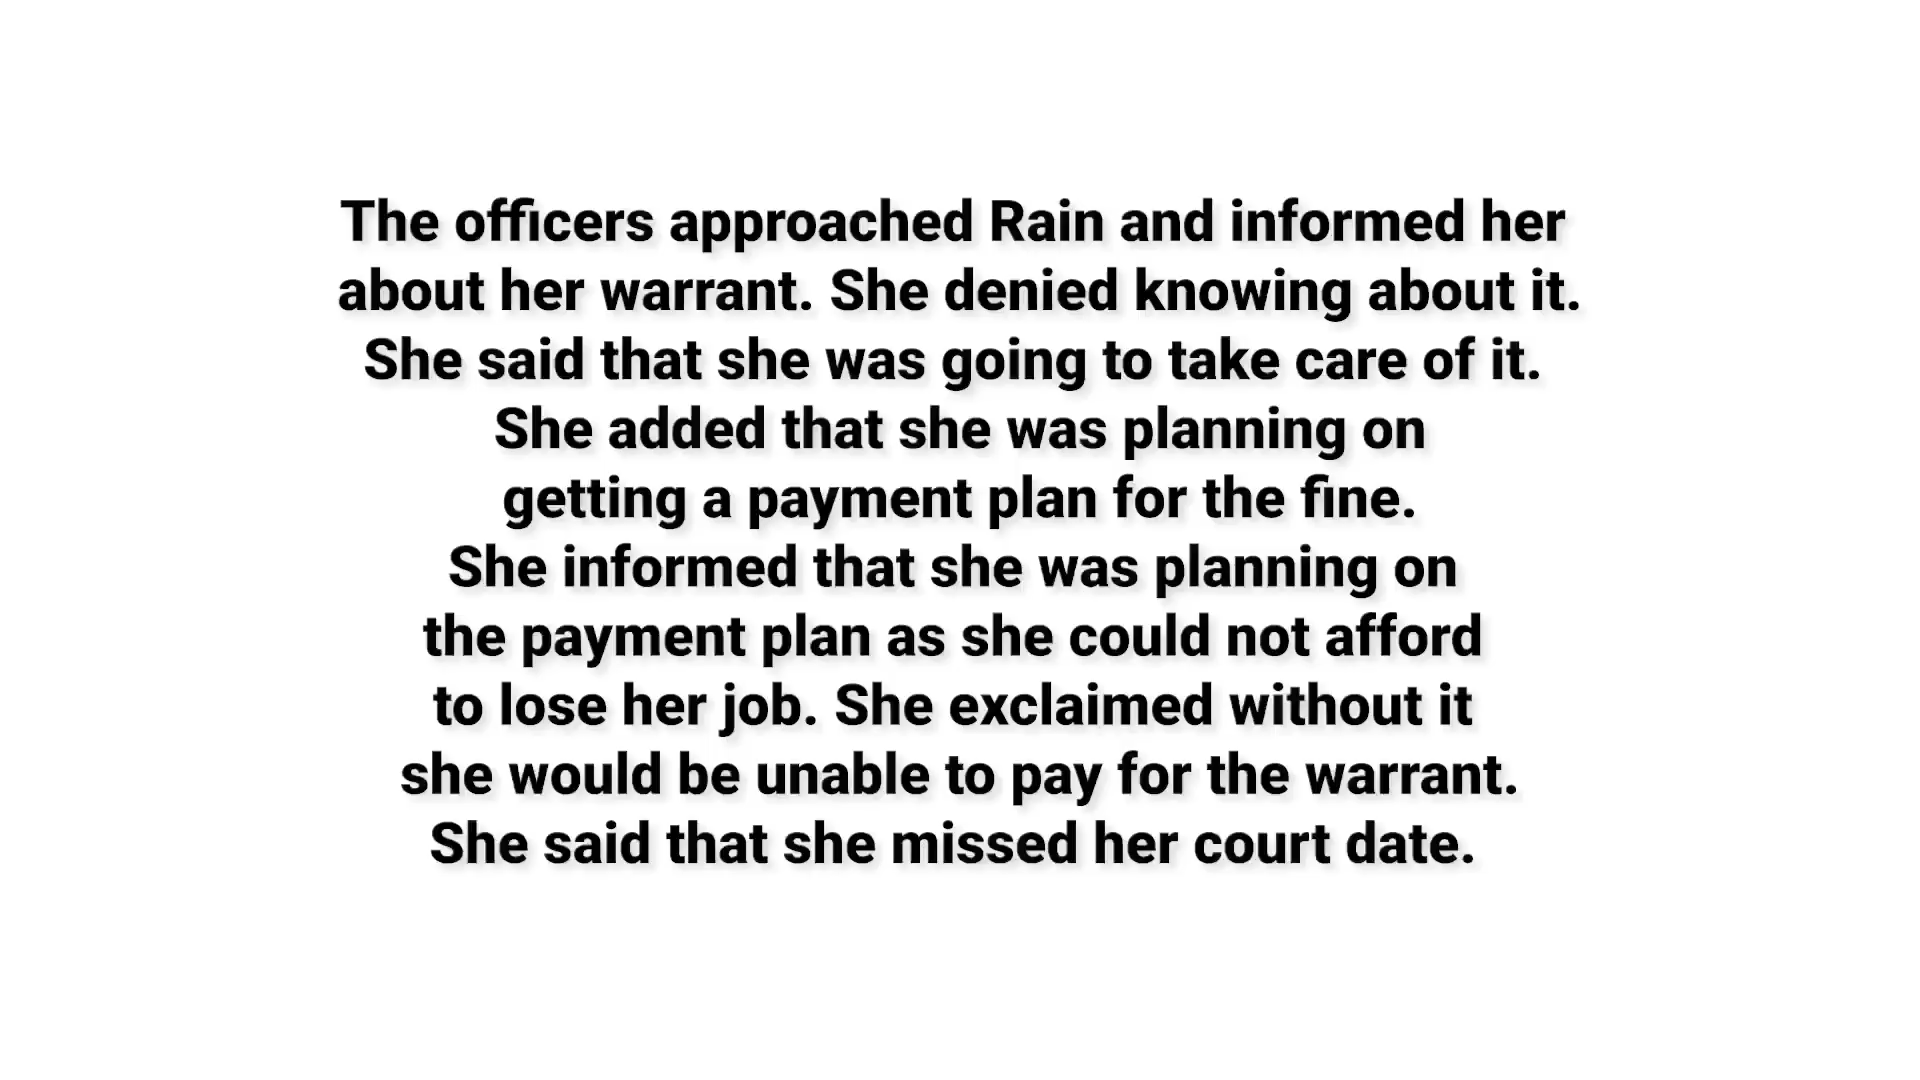 The officers approached Rain and informed her
about her warrant. She denied knowing about it.
She said that she was going to take care of it.
She added that she was planning on
getting a payment plan for the fine.
She informed that she was planning on
the payment plan as she could not afford
to lose her job. She exclaimed without it
she would be unable to pay for the warrant.
She said that she missed her court date.